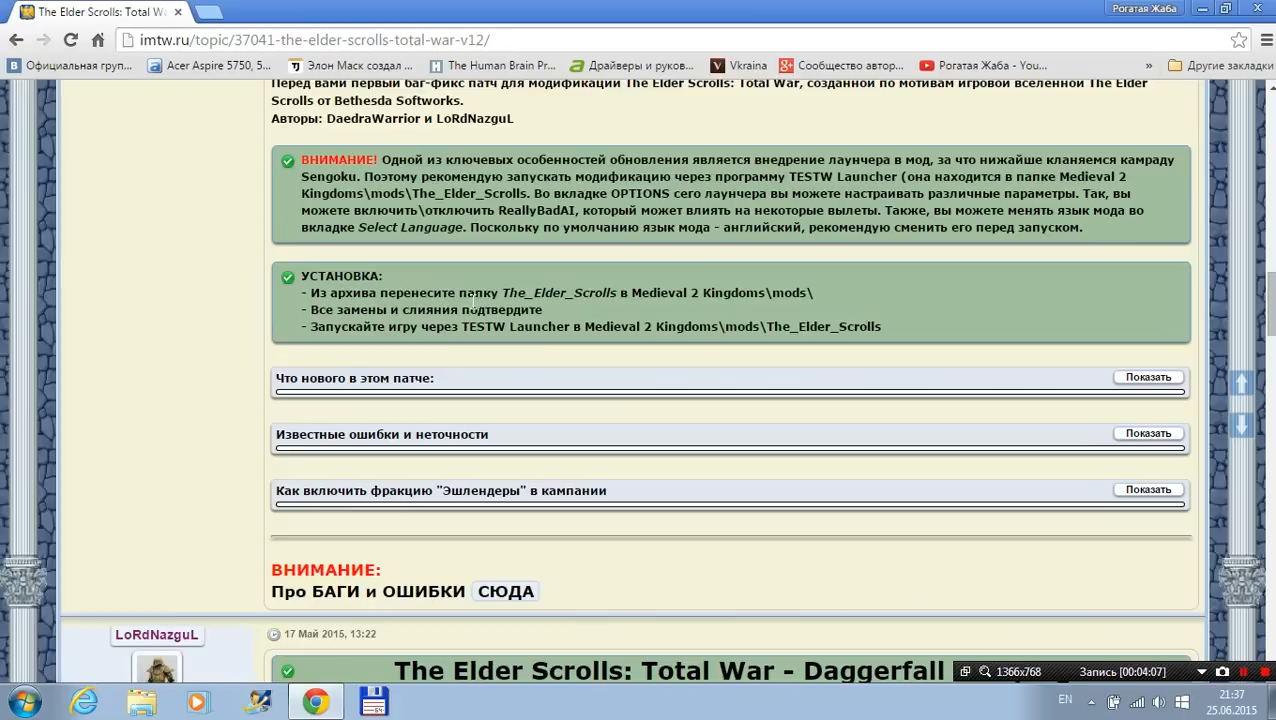 The Elder Scrolls: Total Wa
Рогатая Жаба
imtw.ru/topic/37041-the-elder-scrolls-total-war-v12/
Официальная груп...
Acer Aspire 5750, 5...
Элон Маск создал ...
The Human Brain Pr...
Драйверы и руков...
Vkraina
Сообщество автор...
Рогатая Жаба - You...
»
Другие закладки
Перед вами первый баг-фикс патч для модификации The Elder Scrolls: Total War, созданной по мотивам игровой вселенной The Elder
Scrolls от Bethesda Softworks.
Авторы: DaedraWarrior и LoRdNazguL
ВНИМАНИЕ! Одной из ключевых особенностей обновления является внедрение лаунчера в мод, за что нижайше кланяемся камраду
Sengoku. Поэтому рекомендую запускать модификацию через программу TESTW Launcher (она находится в папке Medieval 2
Kingdoms\mods\The_Elder_Scrolls. Во вкладке OPTIONS сего лаунчера вы можете настраивать различные параметры. Так, вы
можете включить\отключить ReallyBadAI, который может влиять на некоторые вылеты. Также, вы можете менять язык мода во
вкладке Select Language. Поскольку по умолчанию язык мода - английский, рекомендую сменить его перед запуском.
УСТАНОВКА:
- Из архива перенесите папку The_Elder_Scrolls в Medieval 2 Kingdoms\mods\
- Все замены и слияния подтвердите
- Запускайте игру через TESTW Launcher в Medieval 2 Kingdoms\mods\The_Elder_Scrolls
Что нового в этом патче:
Показать
Известные ошибки и неточности
Показать
Как включить фракцию "Эшлендеры" в кампании
Показать
ВНИМАНИЕ:
Про БАГИ и ОШИБКИ СЮДА
LoRdNazguL
17 Май 2015, 13:22
The Elder Scrolls: Total War - Daggerfall
1366x768
Запись [00:04:07]
EN
21:37
25.06.2015